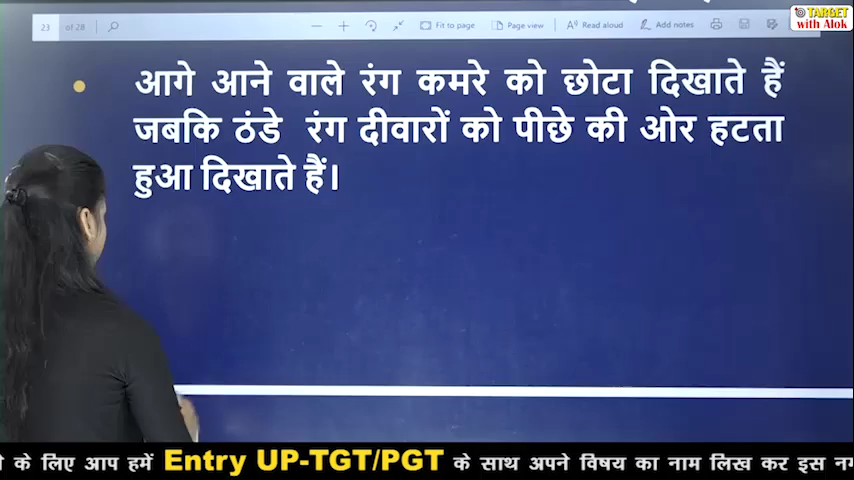 TARGET
with Alok
23 of 28 Fit to page Page view Read aloud Add notes
आगे आने वाले रंग कमरे को छोटा दिखाते हैं
जबकि ठंडे रंग दीवारों को पीछे की ओर हटता
हुआ दिखाते हैं।
के लिए आप हमें Entry UP-TGT/PGT के साथ अपने विषय का नाम लिख कर इस